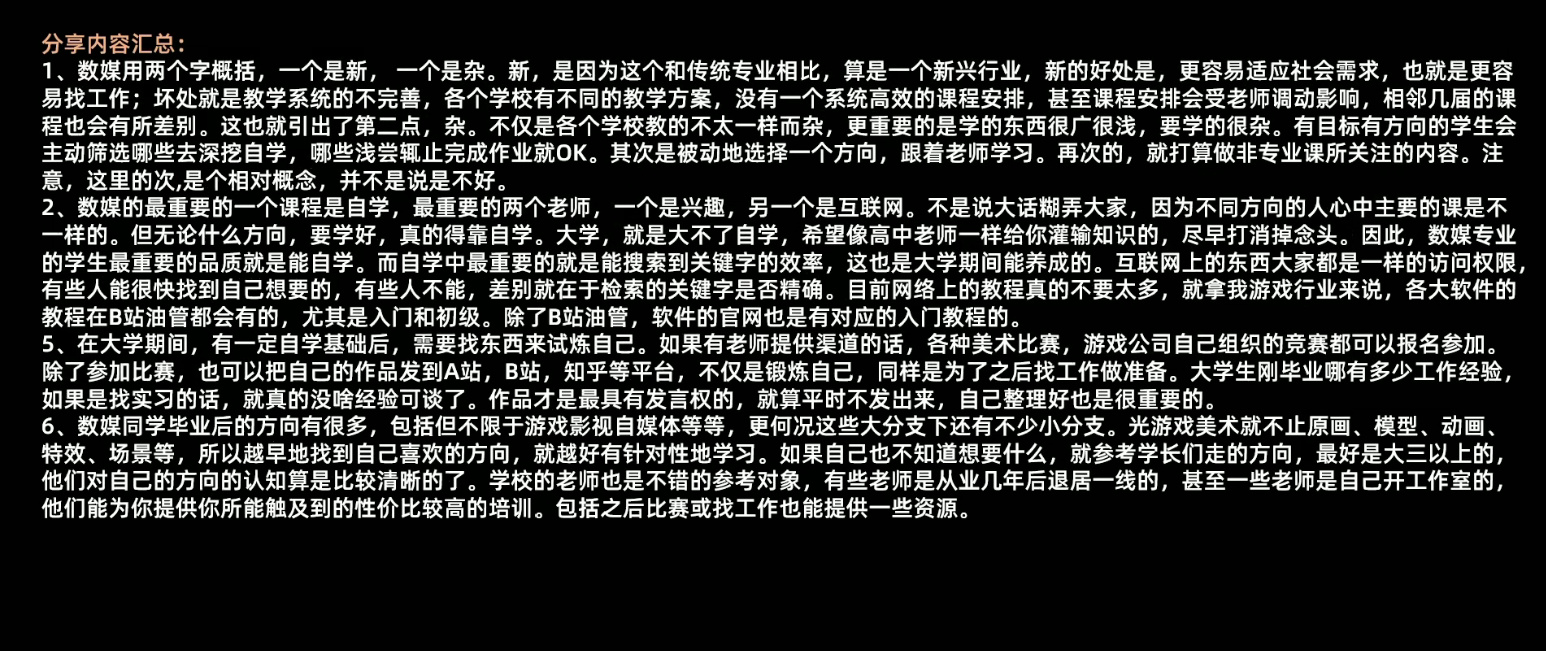 分享内容汇总：
1、数媒用两个字概括，一个是新， 一个是杂。新，是因为这个和传统专业相比，算是一个新兴行业，新的好处是，更容易适应社会需求，也就是更容
易找工作；坏处就是教学系统的不完善，各个学校有不同的教学方案，没有一个系统高效的课程安排，甚至课程安排会受老师调动影响，相邻几届的课
程也会有所差别。这也就引出了第二点，杂。不仅是各个学校教的不太一样而杂，更重要的是学的东西很广很浅，要学的很杂。有目标有方向的学生会
主动筛选哪些去深挖自学，哪些浅尝辄止完成作业就OK。其次是被动地选择一个方向，跟着老师学习。再次的，就打算做非专业课所关注的内容。注
意，这里的次,是个相对概念，并不是说是不好。
2、数媒的最重要的一个课程是自学，最重要的两个老师，一个是兴趣，另一个是互联网。不是说大话糊弄大家，因为不同方向的人心中主要的课是不
一样的。但无论什么方向，要学好，真的得靠自学。大学，就是大不了自学，希望像高中老师一样给你灌输知识的，尽早打消掉念头。因此，数媒专业
的学生最重要的品质就是能自学。而自学中最重要的就是能搜索到关键字的效率，这也是大学期间能养成的。互联网上的东西大家都是一样的访问权限，
有些人能很快找到自己想要的，有些人不能，差别就在于检索的关键字是否精确。目前网络上的教程真的不要太多，就拿我游戏行业来说，各大软件的
教程在B站油管都会有的，尤其是入门和初级。除了B站油管，软件的官网也是有对应的入门教程的。
5、在大学期间，有一定自学基础后，需要找东西来试炼自己。如果有老师提供渠道的话，各种美术比赛，游戏公司自己组织的竞赛都可以报名参加。
除了参加比赛，也可以把自己的作品发到A站，B站，知乎等平台，不仅是锻炼自己，同样是为了之后找工作做准备。大学生刚毕业哪有多少工作经验，
如果是找实习的话，就真的没啥经验可谈了。作品才是最具有发言权的，就算平时不发出来，自己整理好也是很重要的。
6、数媒同学毕业后的方向有很多，包括但不限于游戏影视自媒体等等，更何况这些大分支下还有不少小分支。光游戏美术就不止原画、模型、动画、
特效、场景等，所以越早地找到自己喜欢的方向，就越好有针对性地学习。如果自己也不知道想要什么，就参考学长们走的方向，最好是大三以上的，
他们对自己的方向的认知算是比较清晰的了。学校的老师也是不错的参考对象，有些老师是从业几年后退居一线的，甚至一些老师是自己开工作室的，
他们能为你提供你所能触及到的性价比较高的培训。包括之后比赛或找工作也能提供一些资源。